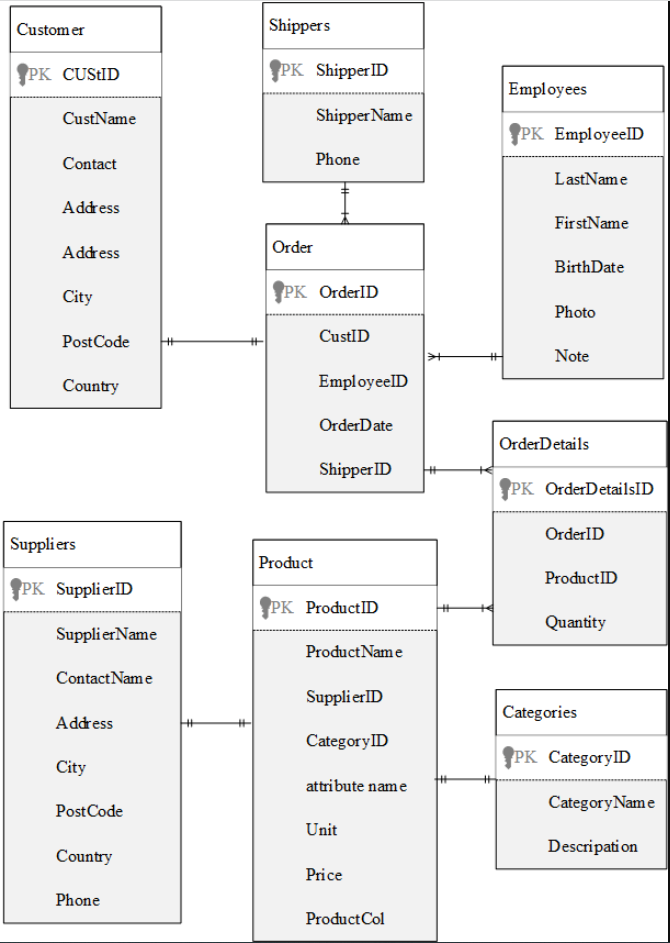 Customer
PK CUStID
CustName
Contact
Address
Address
City
PostCode
Country
Shippers
PK ShipperID
ShipperName
Phone
Employees
PK EmployeeID
LastName
FirstName
BirthDate
Photo
Note
Order
PK OrderID
CustID
EmployeeID
OrderDate
ShipperID
OrderDetails
PK OrderDetailsID
OrderID
ProductID
Quantity
Suppliers
PK SupplierID
SupplierName
ContactName
Address
City
PostCode
Country
Phone
Product
PK ProductID
ProductName
SupplierID
CategoryID
attribute name
Unit
Price
ProductCol
Categories
PK CategoryID
CategoryName
Descripation